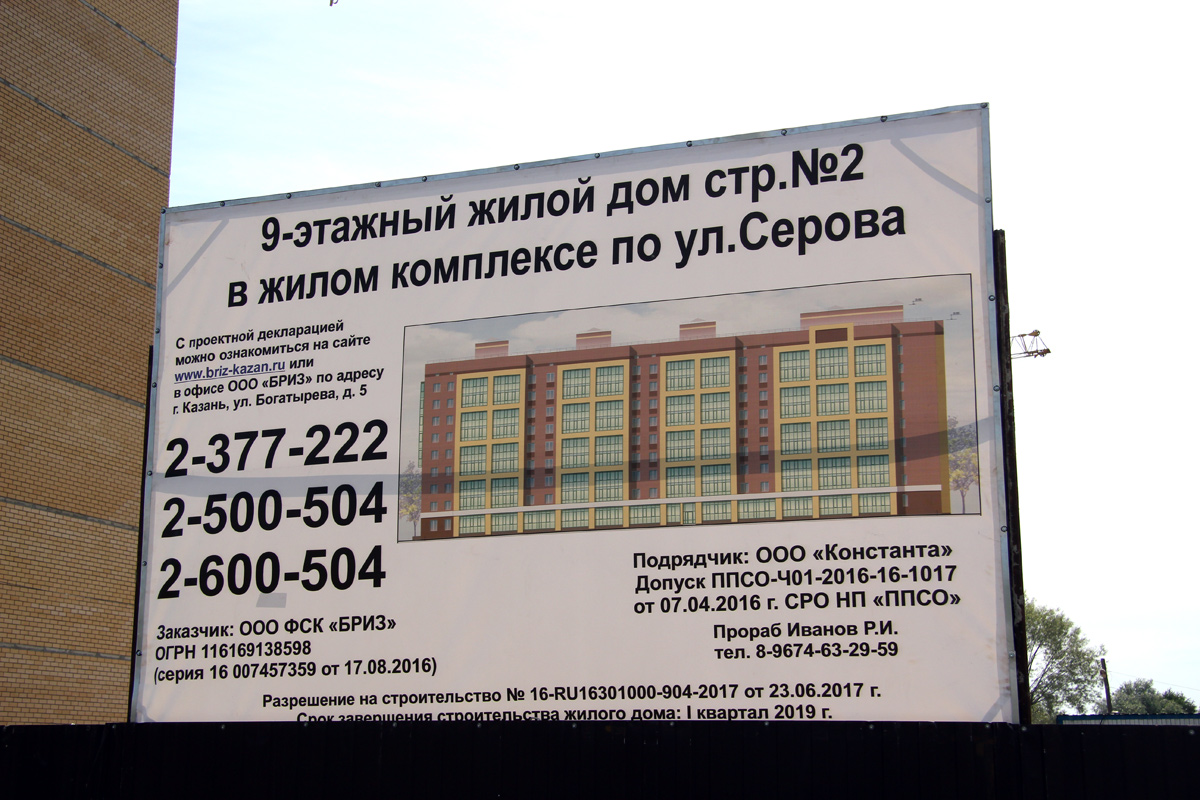 9-этажный жилой дом стр.№2
в жилом комплексе по ул.Серова
С проектной декларацией
можно ознакомиться на сайте
www.briz-kazan.ru или
в офисе ООО «БРИЗ» по адресу
г. Казань, ул. Богатырева, д. 5
2-377-222
2-500-504
2-600-504
Заказчик: ООО ФСК «БРИЗ»
ОГРН 116169138598
(серия 16 007457359 от 17.08.2016)
Подрядчик: ООО «Константа»
Допуск ППСО-Ч01-2016-16-1017
от 07.04.2016 г. СРО НП «ППСО»
Прораб Иванов Р.И.
тел. 8-9674-63-29-59
Разрешение на строительство № 16-RU16301000-904-2017 от 23.06.2017 г.
Срок завершения строительства жилого дома: I квартал 2019 г.